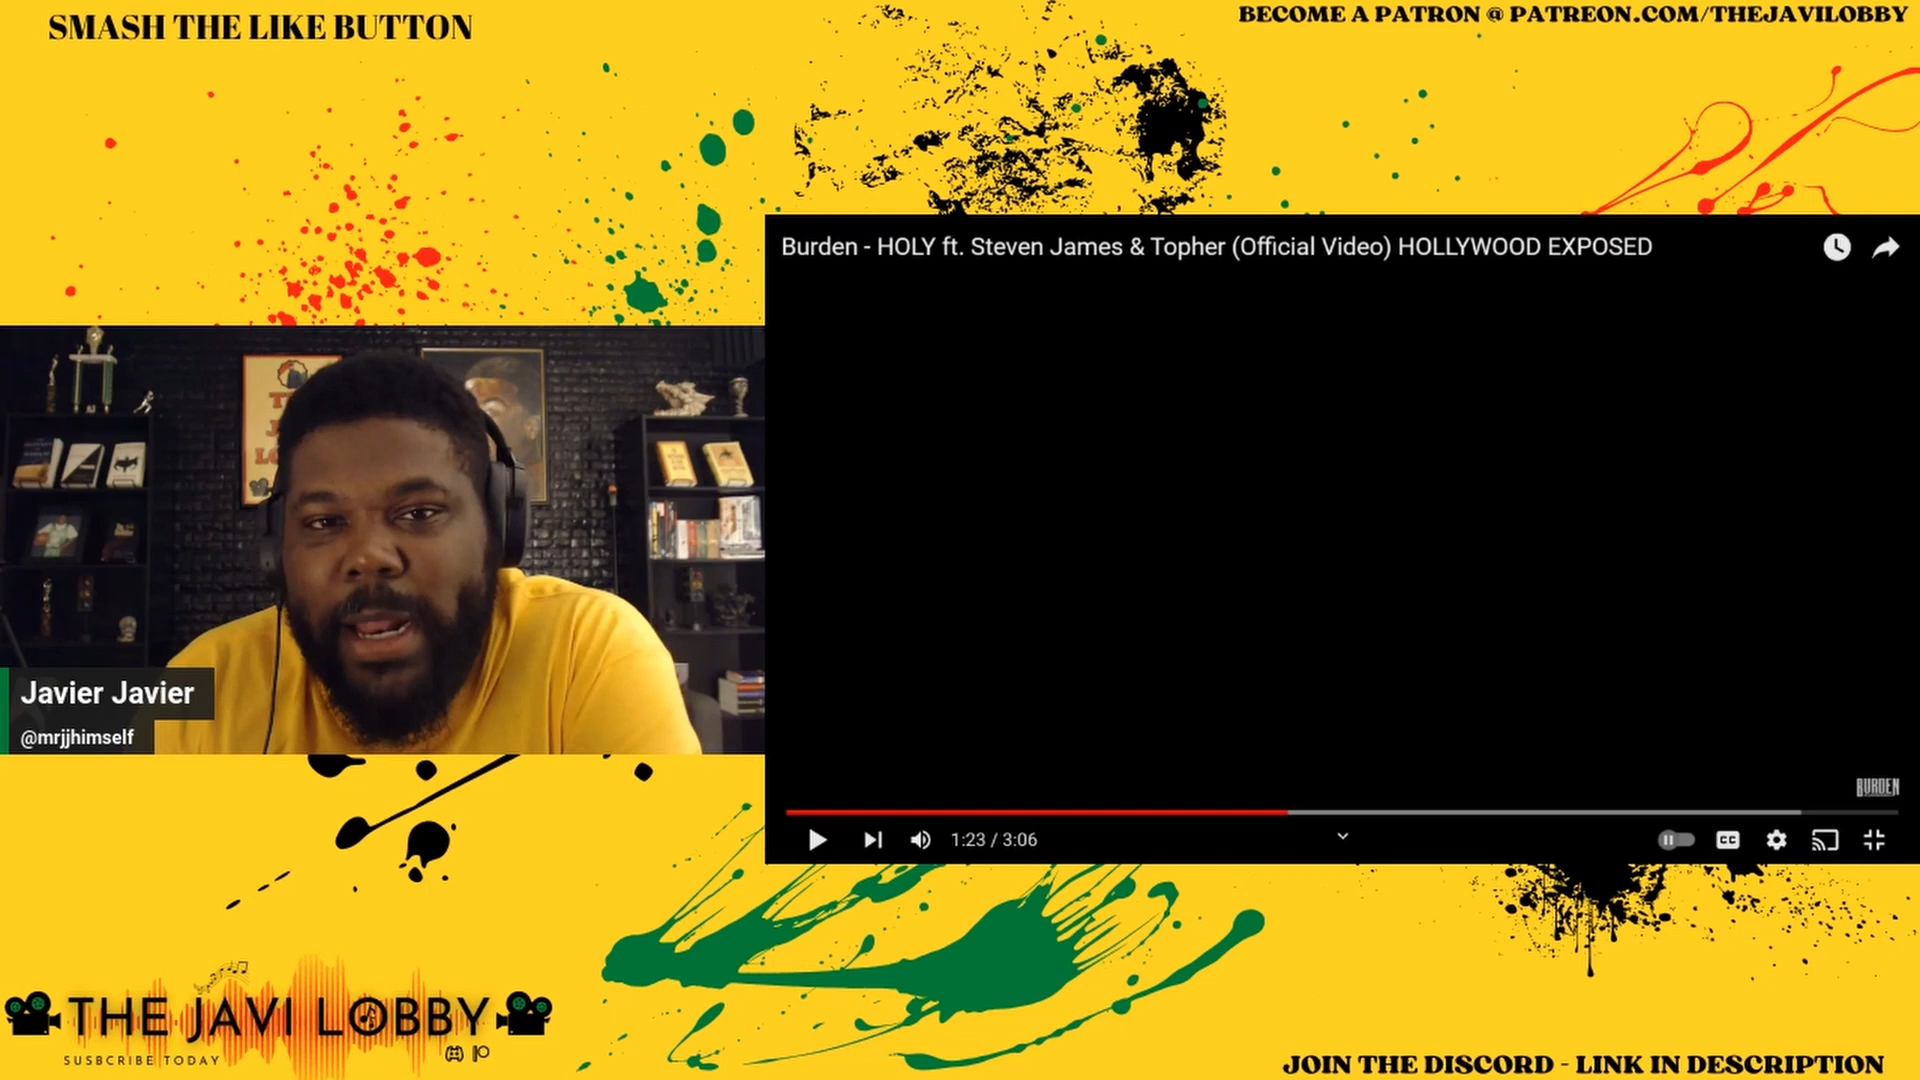 SMASH THE LIKE BUTTON
BECOME A PATRON @ PATREON.COM/THEJAVILOBBY
Burden - HOLY ft. Steven James & Topher (Official Video) HOLLYWOOD EXPOSED
Javier Javier
@mrjjhimself
BURDEN
1:23 / 3:06
CC
THE JAVI LOBBY
SUSBCRIBE TODAY
JOIN THE DISCORD - LINK IN DESCRIPTION